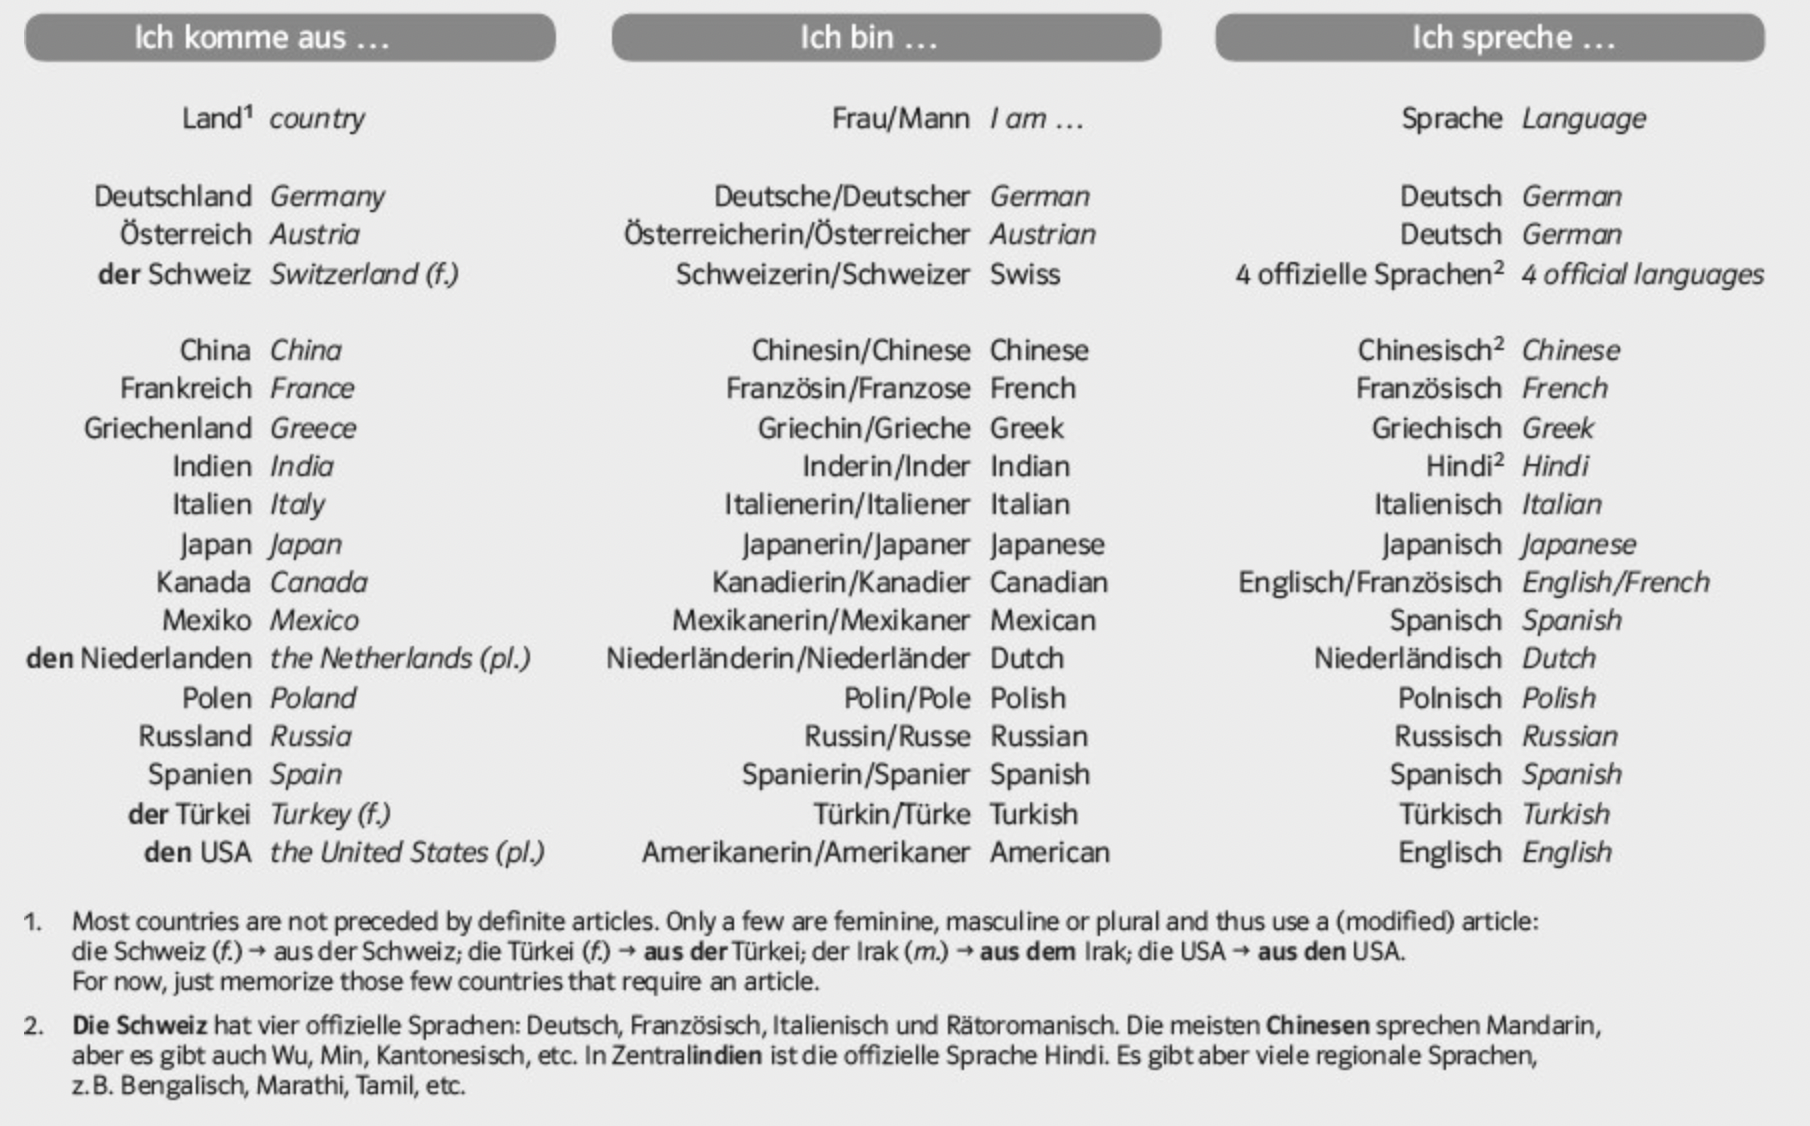 Ich komme aus … Ich bin … Ich spreche …
Land¹ country Frau/Mann I am … Sprache Language
Deutschland Germany Deutsche/Deutscher German Deutsch German
Österreich Austria Österreicherin/Österreicher Austrian Deutsch German
der Schweiz Switzerland (f.) Schweizerin/Schweizer Swiss 4 offizielle Sprachen² 4 official languages
China China Chinesin/Chinese Chinese Chinesisch² Chinese
Frankreich France Französin/Franzose French Französisch French
Griechenland Greece Griechin/Grieche Greek Griechisch Greek
Indien India Inderin/Inder Indian Hindi² Hindi
Italien Italy Italienerin/Italiener Italian Italienisch Italian
Japan Japan Japanerin/Japaner Japanese Japanisch Japanese
Kanada Canada Kanadierin/Kanadier Canadian Englisch/Französisch English/French
Mexiko Mexico Mexikanerin/Mexikaner Mexican Spanisch Spanish
den Niederlanden the Netherlands (pl.) Niederländerin/Niederländer Dutch Niederländisch Dutch
Polen Poland Polin/Pole Polish Polnisch Polish
Russland Russia Russin/Russe Russian Russisch Russian
Spanien Spain Spanierin/Spanier Spanish Spanisch Spanish
der Türkei Turkey (f.) Türkin/Türke Turkish Türkisch Turkish
den USA the United States (pl.) Amerikanerin/Amerikaner American Englisch English
1. Most countries are not preceded by definite articles. Only a few are feminine, masculine or plural and thus use a (modified) article:
die Schweiz (f.) → aus der Schweiz; die Türkei (f.) → aus der Türkei; der Irak (m.) → aus dem Irak; die USA → aus den USA.
For now, just memorize those few countries that require an article.
2. Die Schweiz hat vier offizielle Sprachen: Deutsch, Französisch, Italienisch und Rätoromanisch. Die meisten Chinesen sprechen Mandarin,
aber es gibt auch Wu, Min, Kantonesisch, etc. In Zentralindien ist die offizielle Sprache Hindi. Es gibt aber viele regionale Sprachen,
z.B. Bengalisch, Marathi, Tamil, etc.